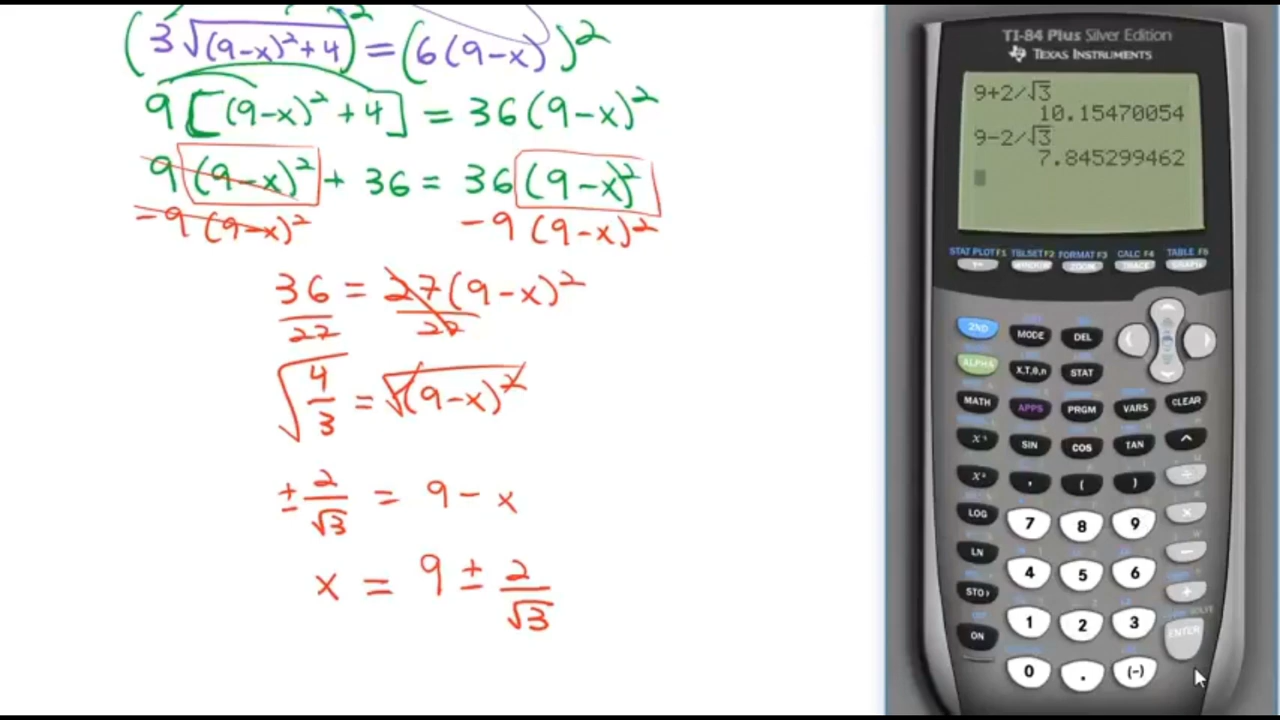 (3√((9-x)²+4))² = (6(9-x))²
9[(9-x)²+4] = 36(9-x)²
9(9-x)² + 36 = 36(9-x)²
-9(9-x)² -9(9-x)²
36 = 27(9-x)²
27 27
√(4/3) = √((9-x)²)
± 2/√3 = 9-x
x = 9 ± 2/√3
TI-84 Plus Silver Edition
TEXAS INSTRUMENTS
9+2/√3
10.15470054
9-2/√3
7.845299462
STAT PLOT F1 TBLSET F2 FORMAT F3 CALC F4 TABLE F5
Y= WINDOW ZOOM TRACE GRAPH
2ND MODE DEL
ALPHA X,T,θ,n STAT
MATH APPS PRGM VARS CLEAR
SIN COS TAN ^
x² , ( ) ÷
LOG 7 8 9 ×
LN 4 5 6 −
STO› 1 2 3 +
ON 0 . (−) ENTER